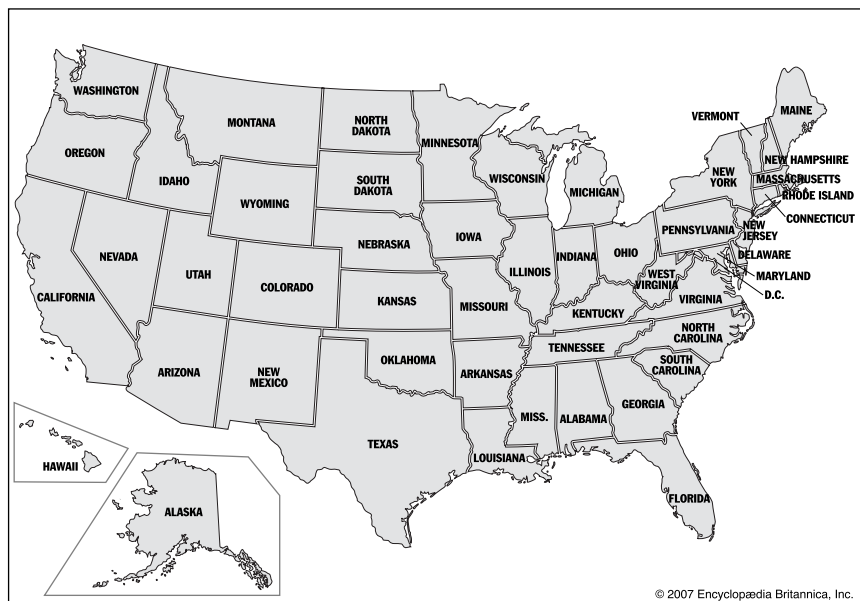 WASHINGTON
OREGON
CALIFORNIA
NEVADA
IDAHO
MONTANA
WYOMING
UTAH
COLORADO
ARIZONA
NEW
MEXICO
NORTH
DAKOTA
SOUTH
DAKOTA
NEBRASKA
KANSAS
OKLAHOMA
TEXAS
MINNESOTA
IOWA
MISSOURI
ARKANSAS
LOUISIANA
WISCONSIN
ILLINOIS
MICHIGAN
INDIANA
OHIO
KENTUCKY
TENNESSEE
MISS.
ALABAMA
GEORGIA
FLORIDA
SOUTH
CAROLINA
NORTH
CAROLINA
VIRGINIA
WEST
VIRGINIA
PENNSYLVANIA
NEW
YORK
VERMONT
MAINE
NEW HAMPSHIRE
MASSACHUSETTS
RHODE ISLAND
CONNECTICUT
NEW
JERSEY
DELAWARE
MARYLAND
D.C.
HAWAII
ALASKA
© 2007 Encyclopædia Britannica, Inc.